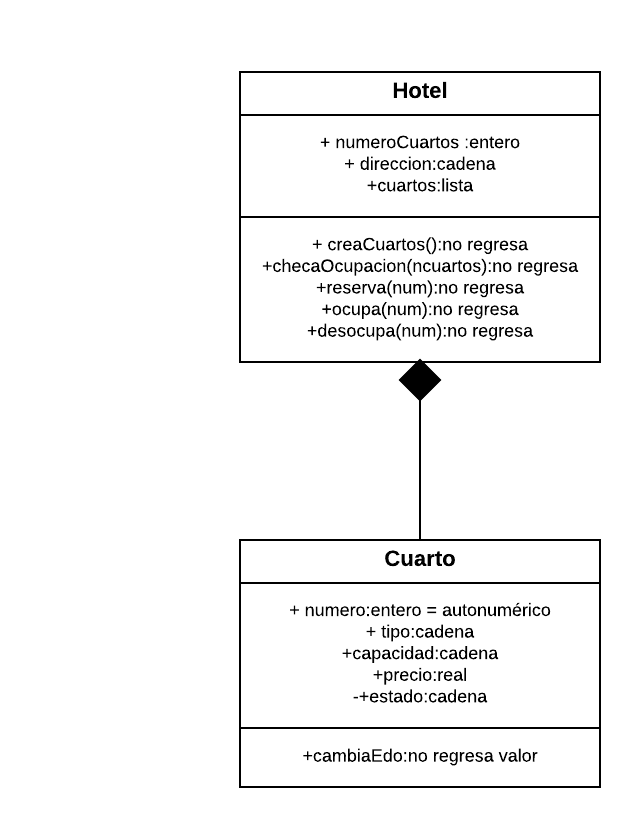 Hotel
+ numeroCuartos :entero
+ direccion:cadena
+cuartos:lista
+ creaCuartos():no regresa
+checaOcupacion(ncuartos):no regresa
+reserva(num):no regresa
+ocupa(num):no regresa
+desocupa(num):no regresa
Cuarto
+ numero:entero = autonumérico
+ tipo:cadena
+capacidad:cadena
+precio:real
-+estado:cadena
+cambiaEdo:no regresa valor